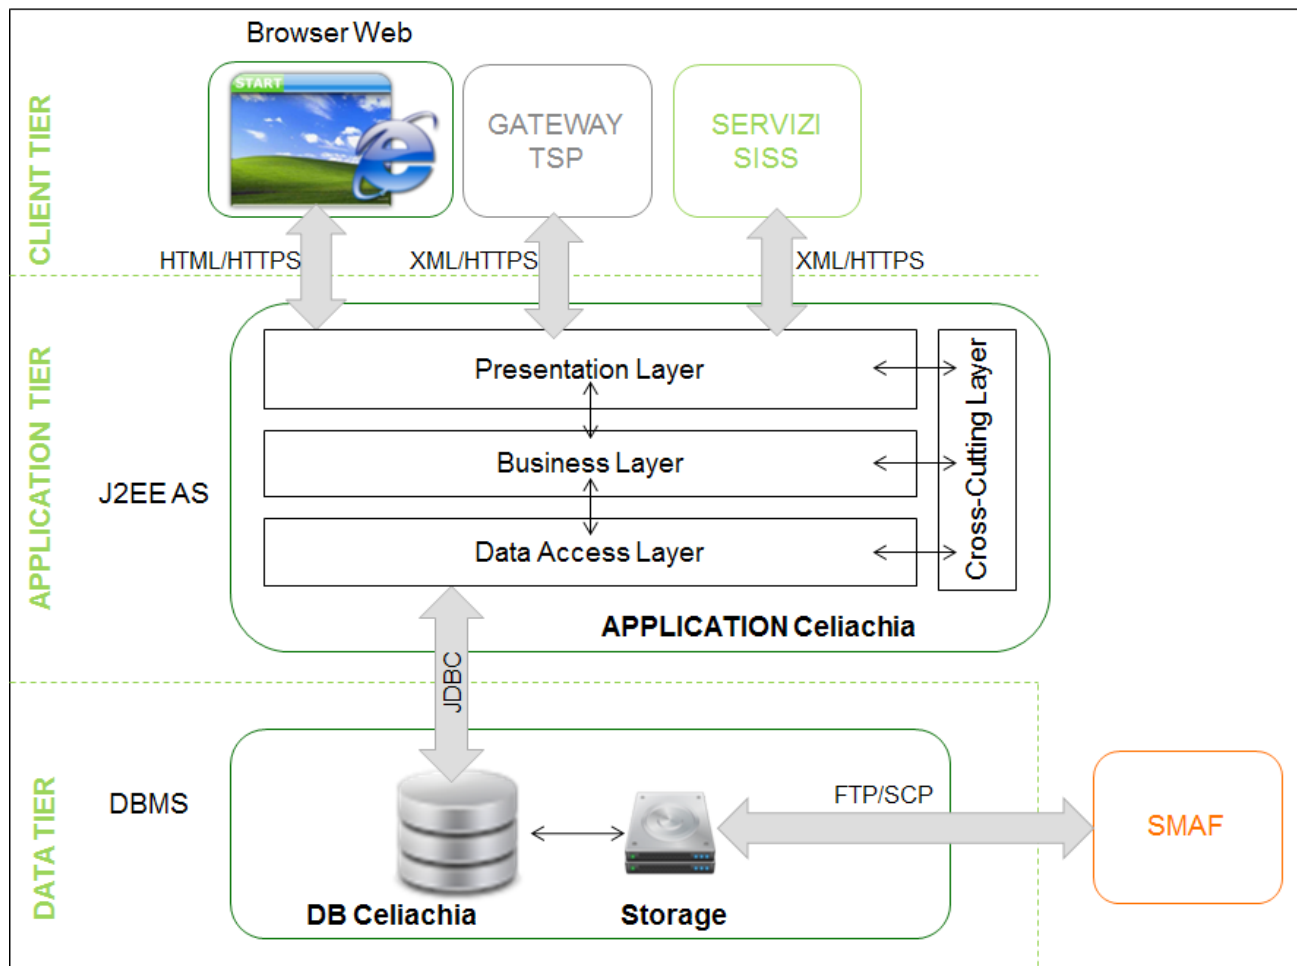 Browser Web
START
CLIENT TIER
GATEWAY
TSP
SERVIZI
SISS
HTML/HTTPS
XML/HTTPS
XML/HTTPS
APPLICATION TIER
J2EE AS
Presentation Layer
Business Layer
Data Access Layer
Cross-Cutting Layer
APPLICATION Celiachia
JDBC
DATA TIER
DBMS
FTP/SCP
SMAF
DB Celiachia
Storage